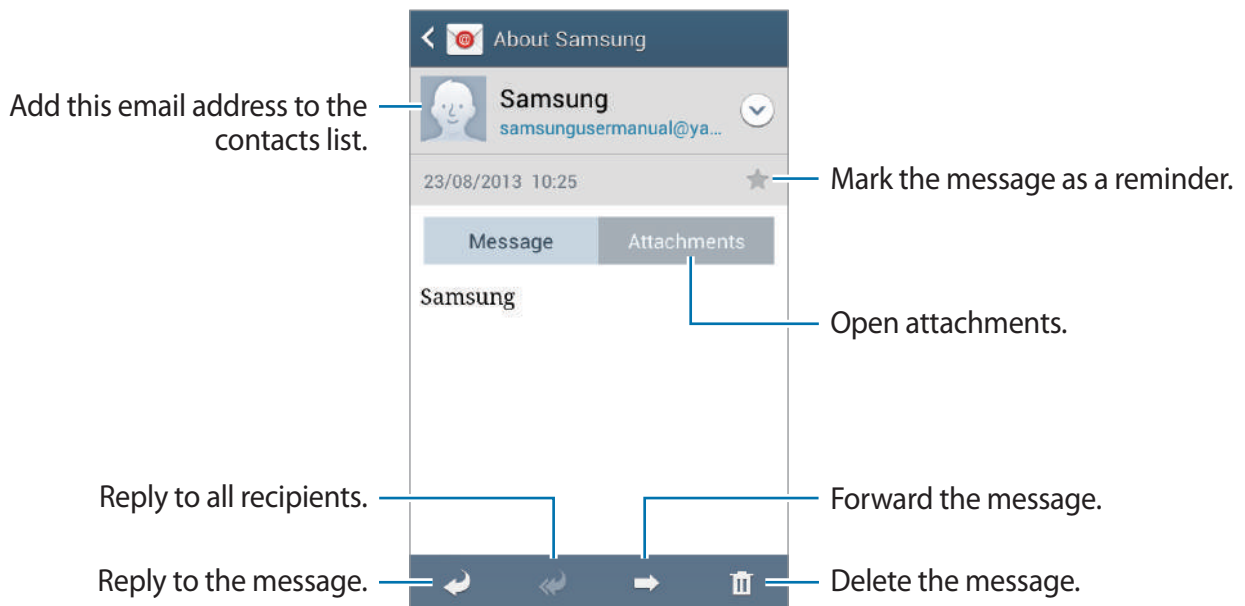 About Samsung
Add this email address to the
contacts list.
Samsung
samsungusermanual@ya...
23/08/2013 10:25
Mark the message as a reminder.
Message
Attachments
Samsung
Open attachments.
Reply to all recipients.
Forward the message.
Reply to the message.
Delete the message.